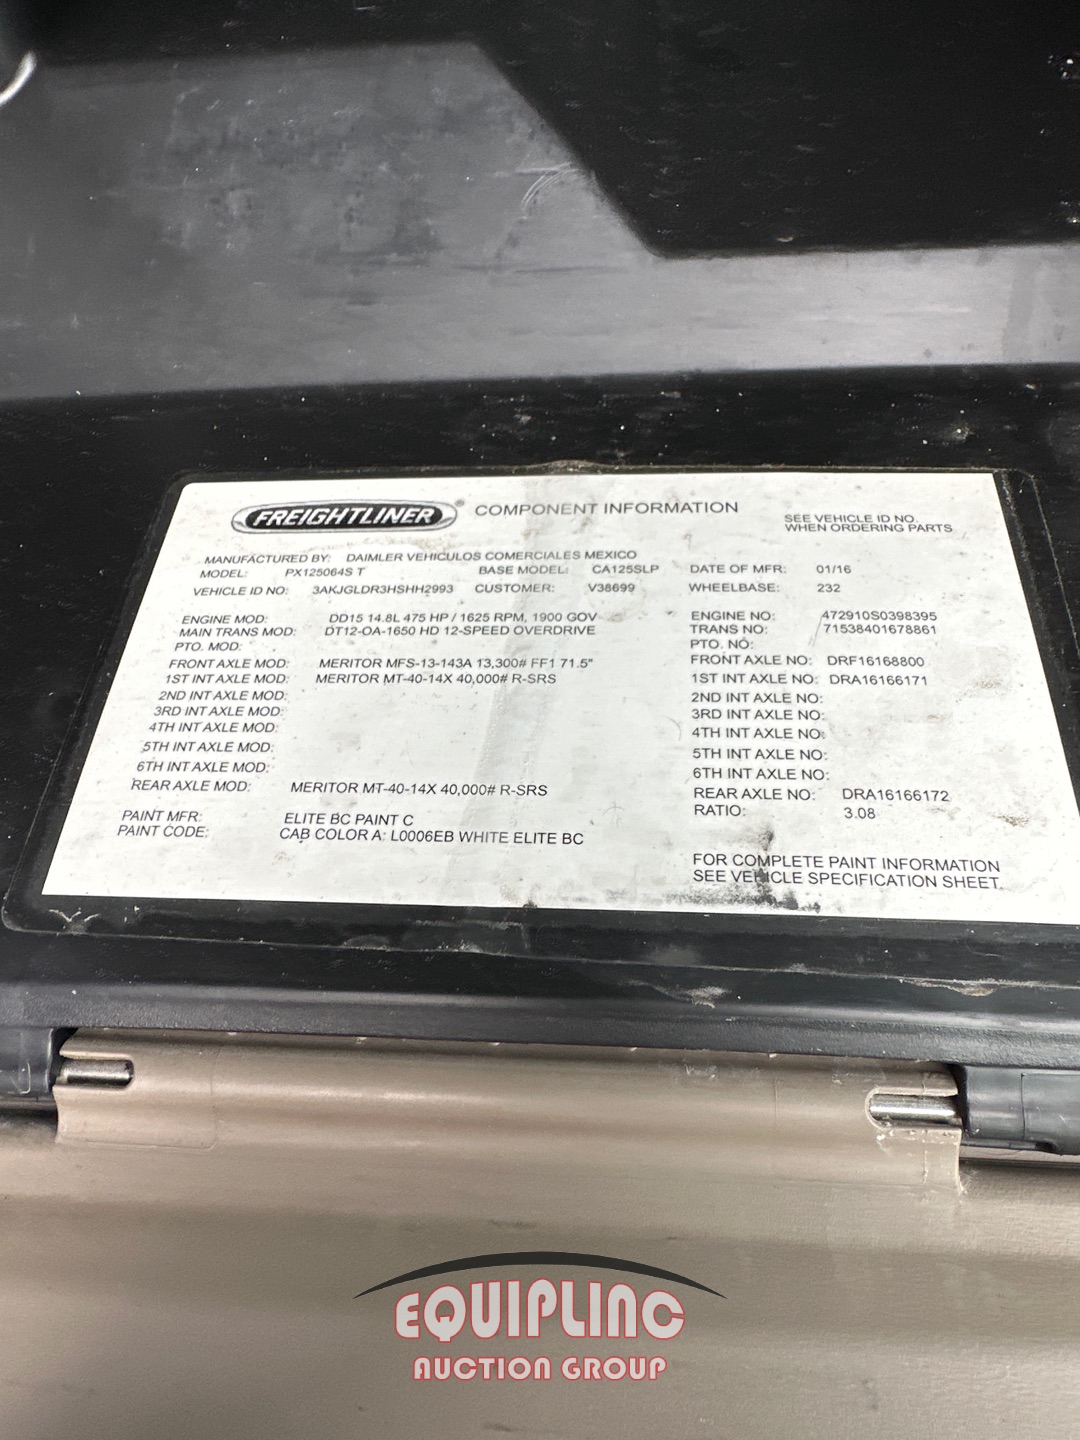 FREIGHTLINER® COMPONENT INFORMATION
SEE VEHICLE ID NO.
WHEN ORDERING PARTS
MANUFACTURED BY: DAIMLER VEHICULOS COMERCIALES MEXICO
MODEL: PX125064S T BASE MODEL: CA125SLP DATE OF MFR: 01/16
VEHICLE ID NO: 3AKJGLDR3HSHH2993 CUSTOMER: V38699 WHEELBASE: 232
ENGINE MOD: DD15 14.8L 475 HP / 1625 RPM, 1900 GOV ENGINE NO: 472910S0398395
MAIN TRANS MOD: DT12-OA-1650 HD 12-SPEED OVERDRIVE TRANS NO: 71538401678861
PTO. MOD: PTO. NO:
FRONT AXLE MOD: MERITOR MFS-13-143A 13,300# FF1 71.5" FRONT AXLE NO: DRF16168800
1ST INT AXLE MOD: MERITOR MT-40-14X 40,000# R-SRS 1ST INT AXLE NO: DRA16166171
2ND INT AXLE MOD: 2ND INT AXLE NO:
3RD INT AXLE MOD: 3RD INT AXLE NO:
4TH INT AXLE MOD: 4TH INT AXLE NO:
5TH INT AXLE MOD: 5TH INT AXLE NO:
6TH INT AXLE MOD: 6TH INT AXLE NO:
REAR AXLE MOD: MERITOR MT-40-14X 40,000# R-SRS REAR AXLE NO: DRA16166172
RATIO: 3.08
PAINT MFR: ELITE BC PAINT C
PAINT CODE: CAB COLOR A: L0006EB WHITE ELITE BC
FOR COMPLETE PAINT INFORMATION
SEE VEHICLE SPECIFICATION SHEET.
EQUIPLINC
AUCTION GROUP